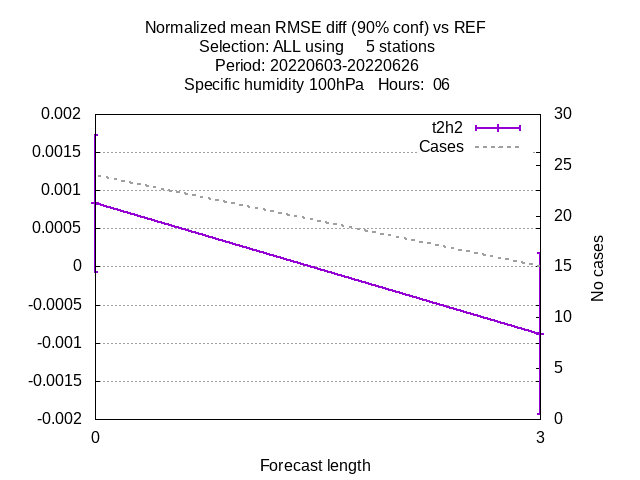 Normalized mean RMSE diff (90% conf) vs REF
Selection: ALL using     5 stations
Period: 20220603-20220626
Specific humidity 100hPa   Hours:  06
t2h2
Cases
0.002
0.0015
0.001
0.0005
0
-0.0005
-0.001
-0.0015
-0.002
30
25
20
15
10
5
0
No cases
0
3
Forecast length